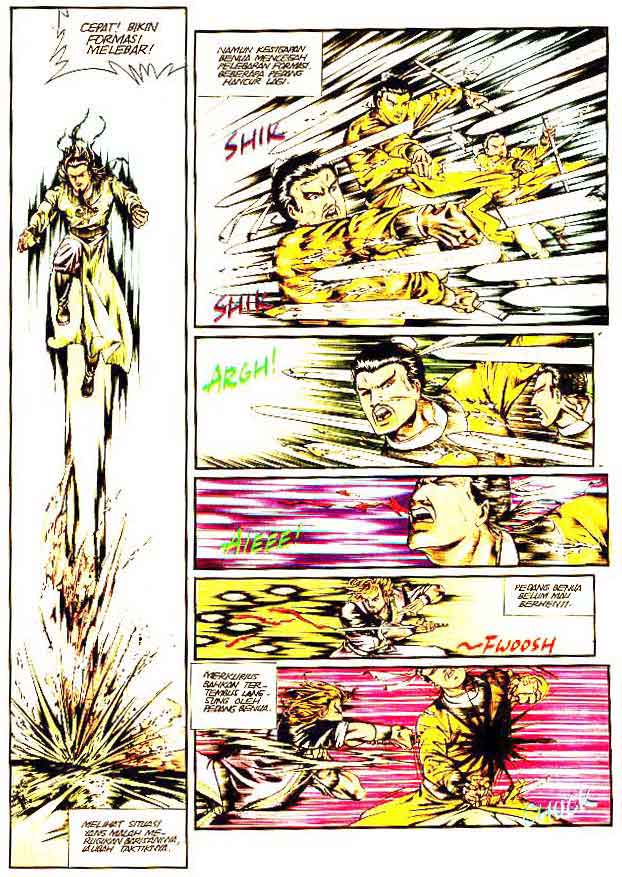 CEPAT! BIKIN
FORMASI
MELEBAR!
MELIHAT SITUASI
YANG MALAH ME-
RUGIKAN BARISANNYA,
UBAH TAKTIKNYA.
NAMUN KESIGAPAN
BENUA MENCEGAH
PELEBARAN FORMASI.
BEBERAPA PEDANG
HANCUR LAGI.
SHIK
SHIK
ARGH!
AIEEE!
PEDANG BENUA
BELUM MAU
BERHENTI.
~FWOOSH
MERKURIUS
BAHKAN TER-
TEMBUS LANG-
SUNG OLEH
PEDANG BENUA.